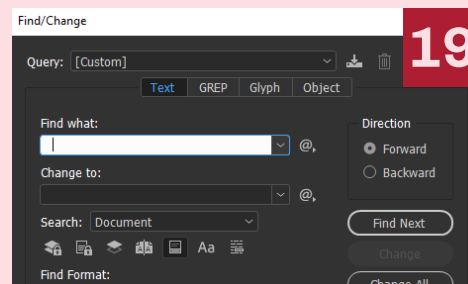 Find/Change
19
Query: [Custom]
Text GREP Glyph Object
Find what:
Direction
@,
Forward
Change to:
Backward
@,
Search: Document
Find Next
Aa
Change
Find Format:
Change All